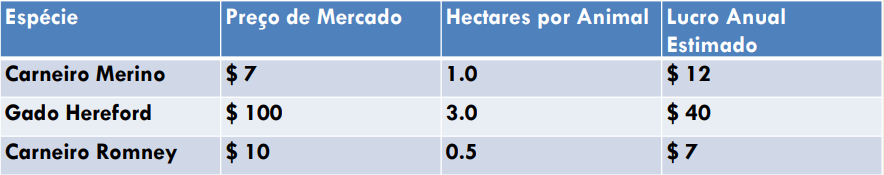 Espécie Preço de Mercado Hectares por Animal Lucro Anual
Estimado
Carneiro Merino $ 7 1.0 $ 12
Gado Hereford $ 100 3.0 $ 40
Carneiro Romney $ 10 0.5 $ 7